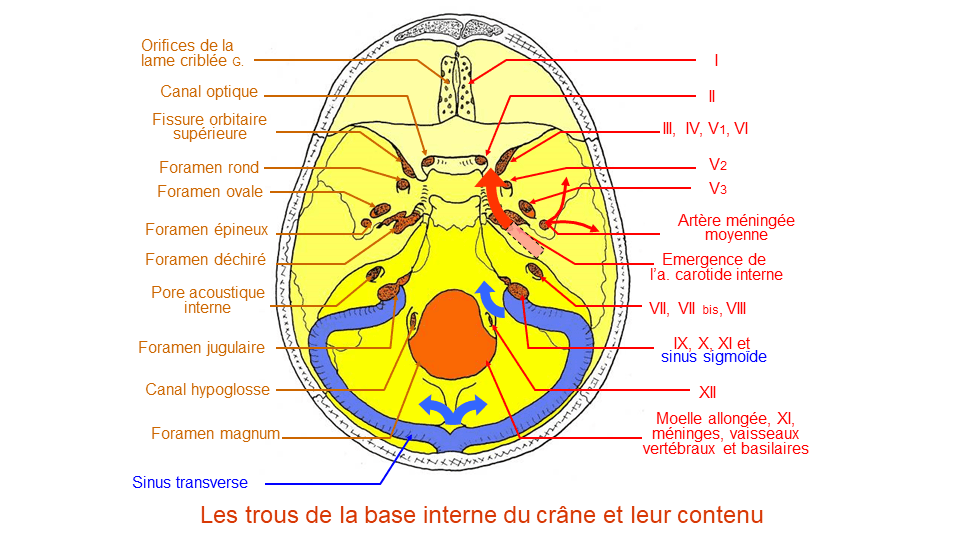 Orifices de la
lame criblée G.
Canal optique
Fissure orbitaire
supérieure
Foramen rond
Foramen ovale
Foramen épineux
Foramen déchiré
Pore acoustique
interne
Foramen jugulaire
Canal hypoglosse
Foramen magnum
Sinus transverse
I
II
III, IV, V1, VI
V2
V3
Artère méningée
moyenne
Emergence de
l'a. carotide interne
VII, VII bis, VIII
IX, X, XI et
sinus sigmoïde
XII
Moelle allongée, XI,
méninges, vaisseaux
vertébraux et basilaires
Les trous de la base interne du crâne et leur contenu